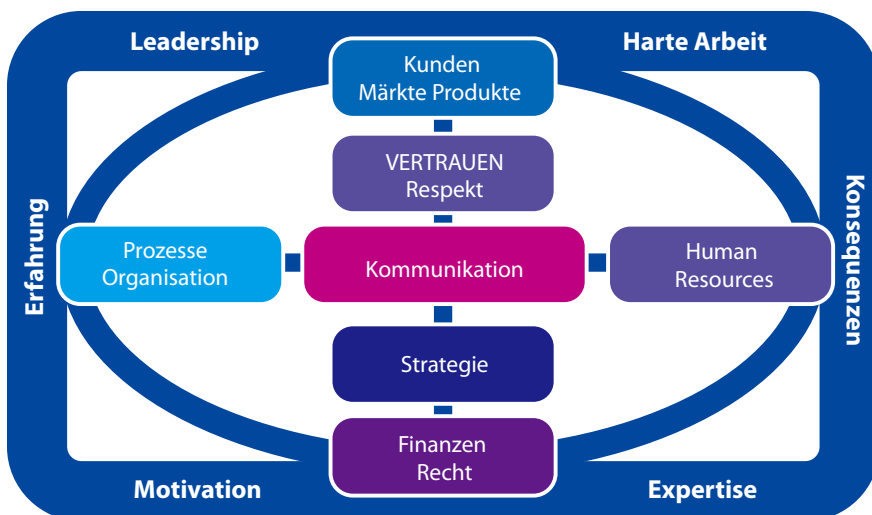 Leadership
Harte Arbeit
Kunden
Märkte Produkte
VERTRAUEN
Respekt
Erfahrung
Prozesse
Organisation
Kommunikation
Human
Resources
Konsequenzen
Strategie
Finanzen
Recht
Motivation
Expertise